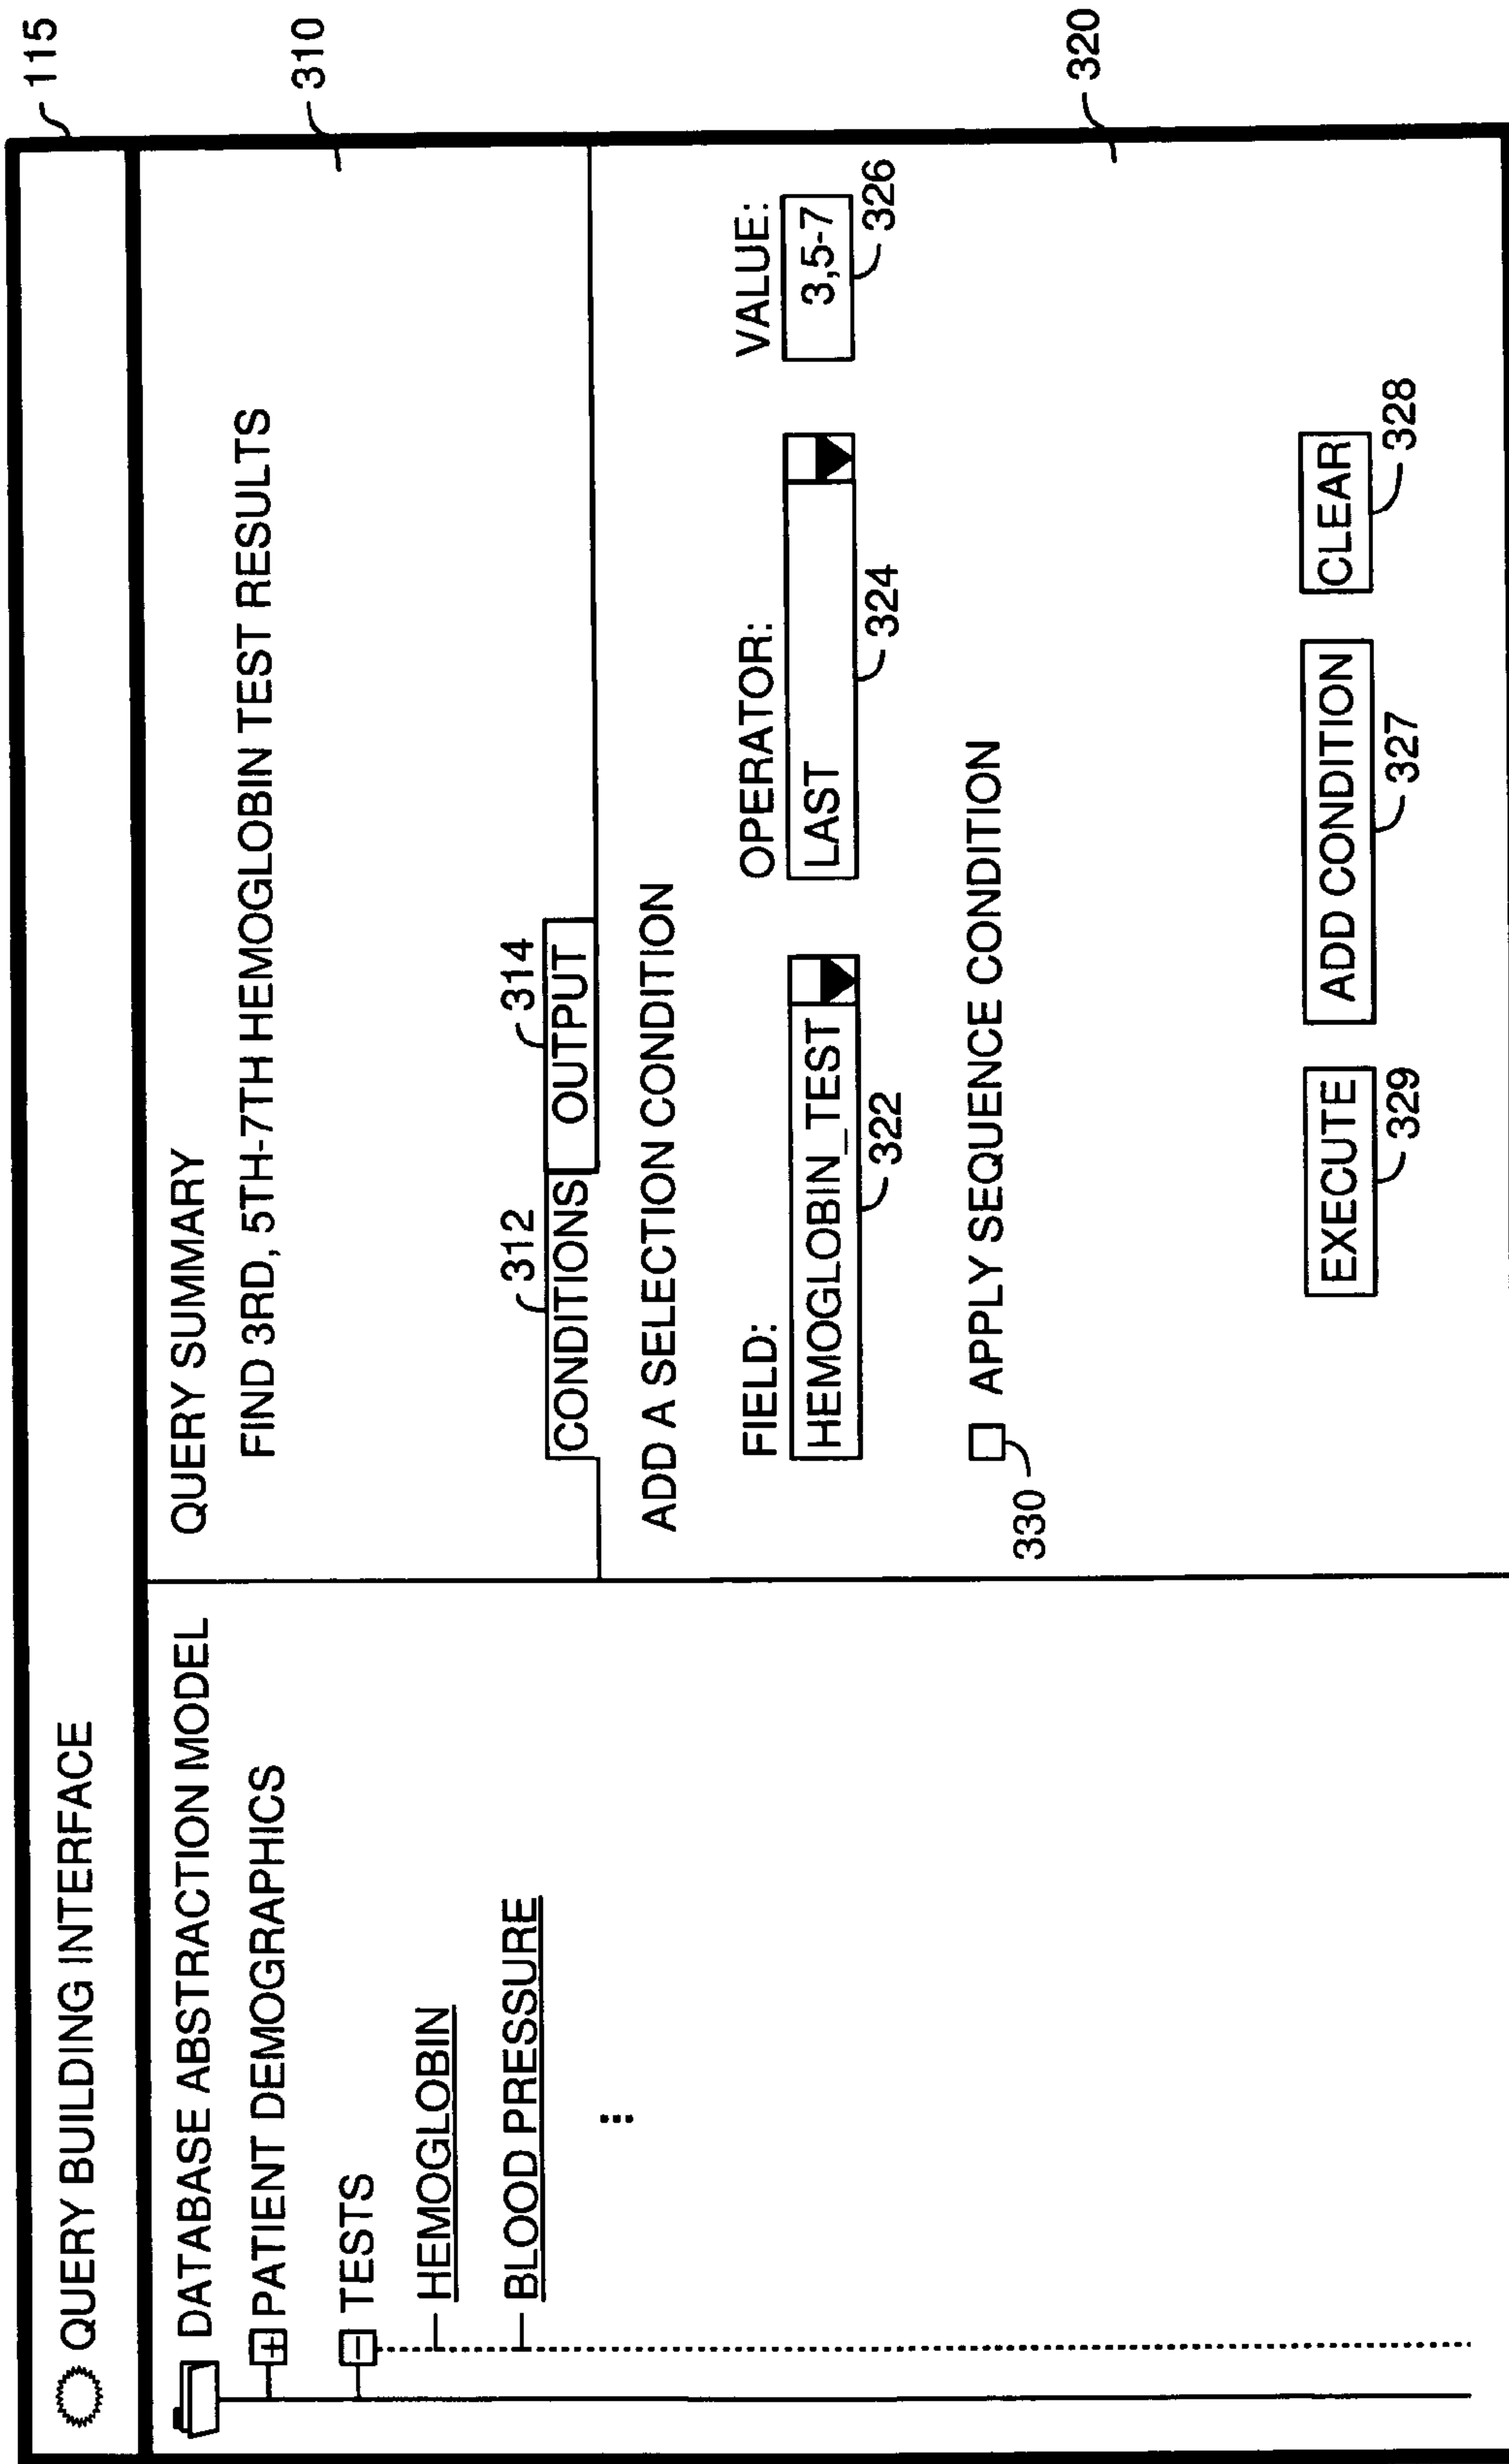 QUERY BUILDING INTERFACE
115
DATABASE ABSTRACTION MODEL
PATIENT DEMOGRAPHICS
TESTS
HEMOGLOBIN
BLOOD PRESSURE
...
QUERY SUMMARY
FIND 3RD, 5TH-7TH HEMOGLOBIN TEST RESULTS
310
312
314
CONDITIONS OUTPUT
ADD A SELECTION CONDITION
FIELD: OPERATOR: VALUE:
HEMOGLOBIN_TEST LAST 3,5-7
322 324 326
APPLY SEQUENCE CONDITION
330
320
EXECUTE ADD CONDITION CLEAR
329 327 328